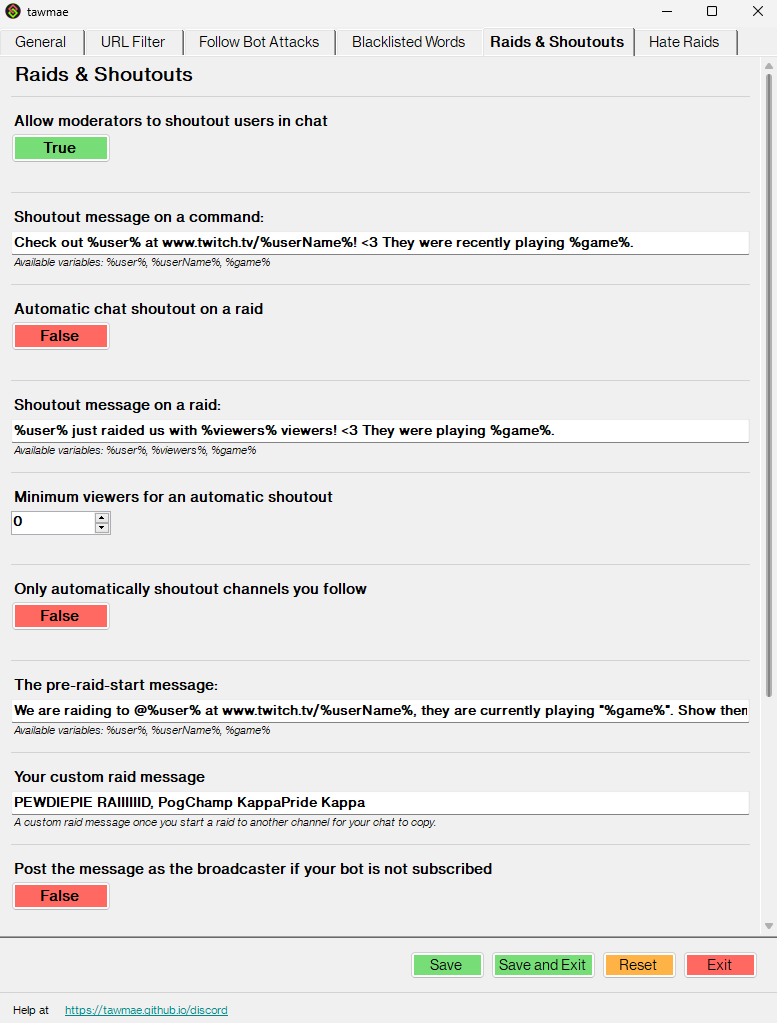 tawmae
General
URL Filter
Follow Bot Attacks
Blacklisted Words
Raids & Shoutouts
Hate Raids
Raids & Shoutouts
Allow moderators to shoutout users in chat
True
Shoutout message on a command:
Check out %user% at www.twitch.tv/%userName%! <3 They were recently playing %game%.
Available variables: %user%, %userName%, %game%
Automatic chat shoutout on a raid
False
Shoutout message on a raid:
%user% just raided us with %viewers% viewers! <3 They were playing %game%.
Available variables: %user%, %viewers%, %game%
Minimum viewers for an automatic shoutout
0
Only automatically shoutout channels you follow
False
The pre-raid-start message:
We are raiding to @%user% at www.twitch.tv/%userName%, they are currently playing "%game%". Show them
Available variables: %user%, %userName%, %game%
Your custom raid message
PEWDIEPIE RAIIIIIID, PogChamp KappaPride Kappa
A custom raid message once you start a raid to another channel for your chat to copy.
Post the message as the broadcaster if your bot is not subscribed
False
Save
Save and Exit
Reset
Exit
Help at https://tawmae.github.io/discord